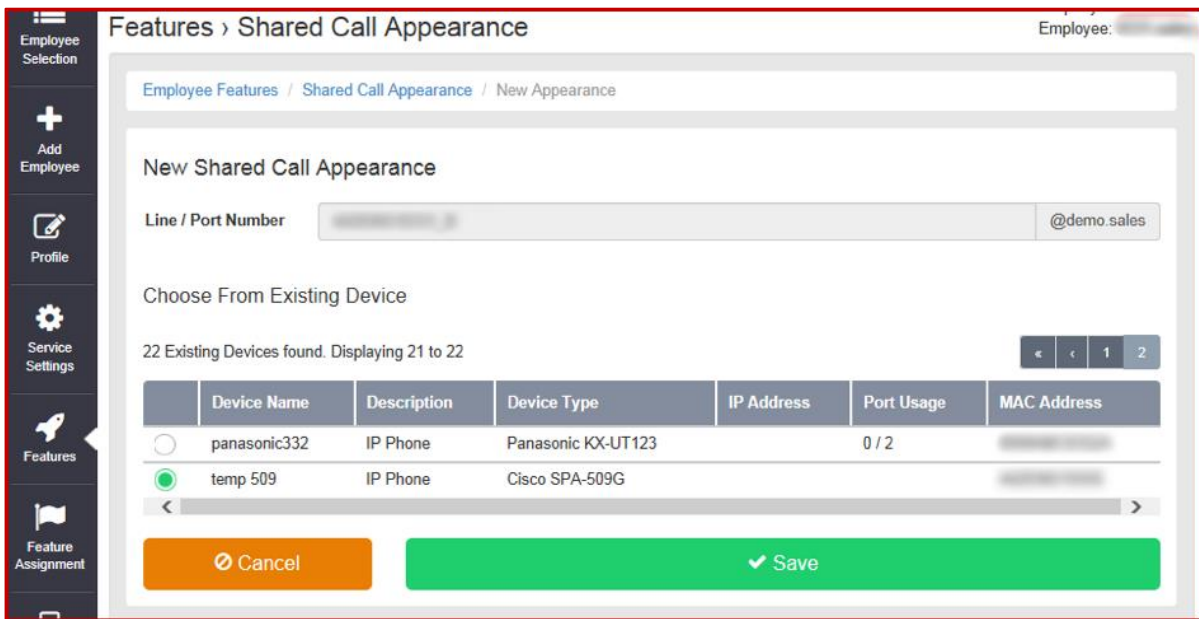 Features › Shared Call Appearance
Employee:
Employee
Selection
Add
Employee
Profile
Service
Settings
Features
Feature
Assignment
Employee Features / Shared Call Appearance / New Appearance
New Shared Call Appearance
Line / Port Number @demo.sales
Choose From Existing Device
22 Existing Devices found. Displaying 21 to 22
« ‹ 1 2
Device Name Description Device Type IP Address Port Usage MAC Address
panasonic332 IP Phone Panasonic KX-UT123 0 / 2
temp 509 IP Phone Cisco SPA-509G
Cancel
Save